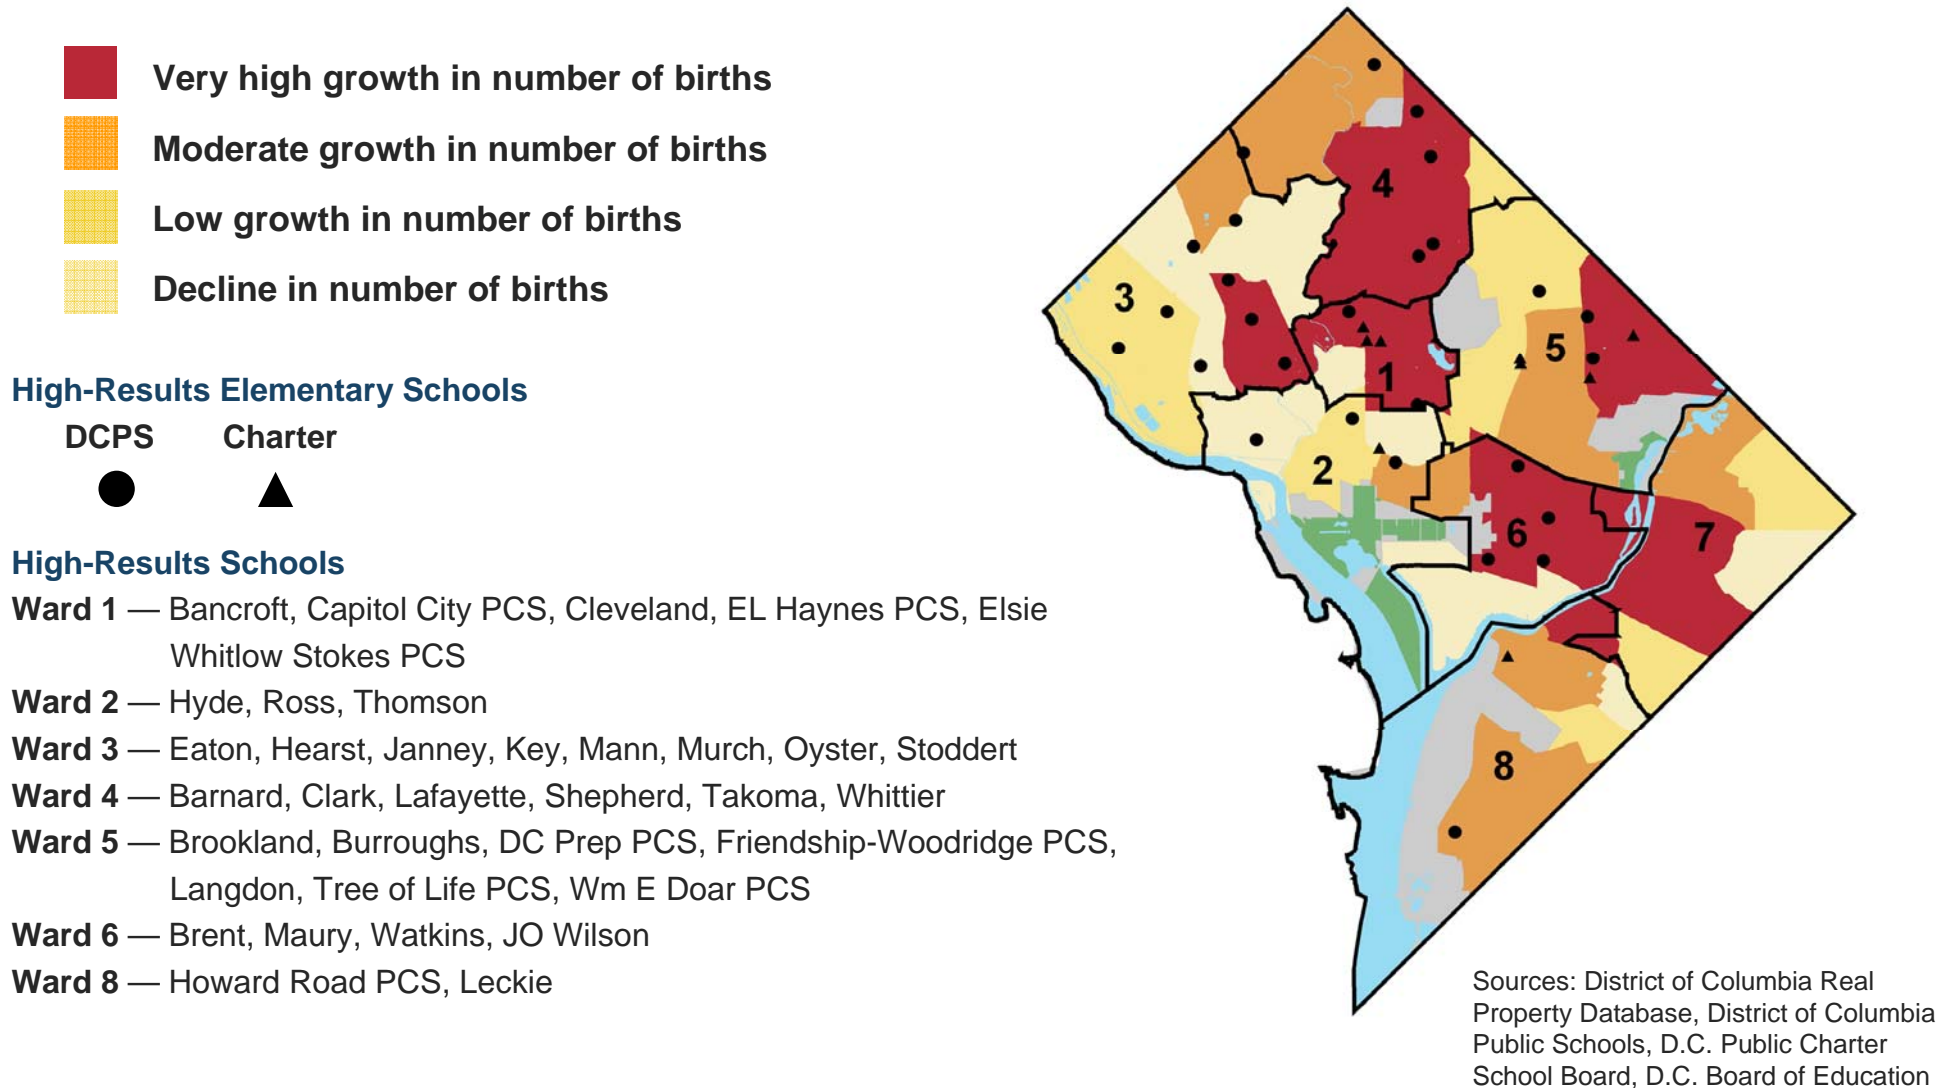 Very high growth in number of births
Moderate growth in number of births
Low growth in number of births
Decline in number of births
High-Results Elementary Schools
DCPS Charter
High-Results Schools
Ward 1 — Bancroft, Capitol City PCS, Cleveland, EL Haynes PCS, Elsie
Whitlow Stokes PCS
Ward 2 — Hyde, Ross, Thomson
Ward 3 — Eaton, Hearst, Janney, Key, Mann, Murch, Oyster, Stoddert
Ward 4 — Barnard, Clark, Lafayette, Shepherd, Takoma, Whittier
Ward 5 — Brookland, Burroughs, DC Prep PCS, Friendship-Woodridge PCS,
Langdon, Tree of Life PCS, Wm E Doar PCS
Ward 6 — Brent, Maury, Watkins, JO Wilson
Ward 8 — Howard Road PCS, Leckie
4
3
5
1
2
6
7
8
Sources: District of Columbia Real
Property Database, District of Columbia
Public Schools, D.C. Public Charter
School Board, D.C. Board of Education